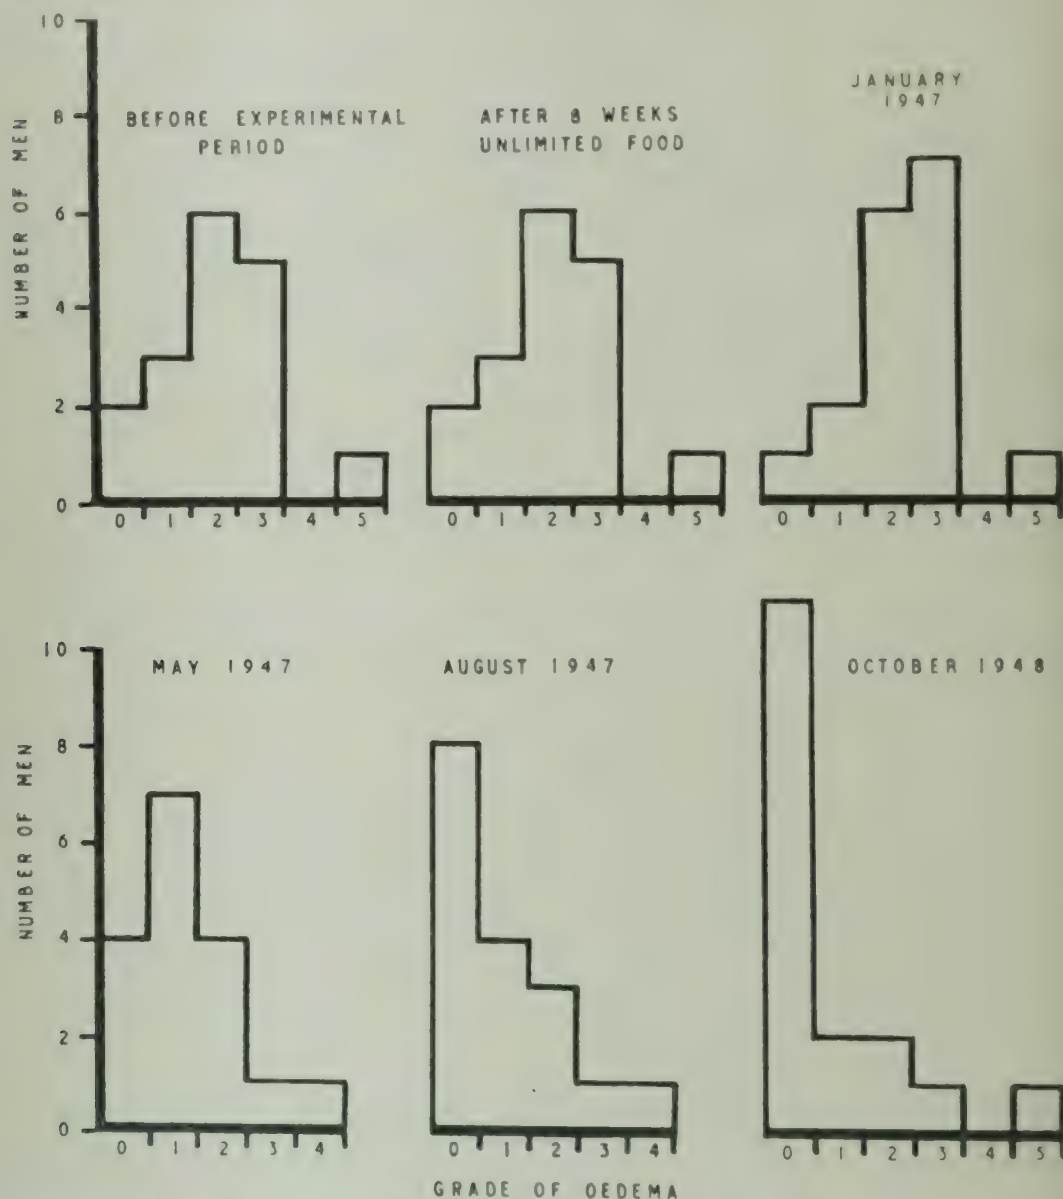 10
8
6
4
2
0
NUMBER OF MEN
BEFORE EXPERIMENTAL
PERIOD
0 1 2 3 4 5
AFTER 8 WEEKS
UNLIMITED FOOD
0 1 2 3 4 5
JANUARY
1947
0 1 2 3 4 5
10
8
6
4
2
0
NUMBER OF MEN
MAY 1947
0 1 2 3 4
AUGUST 1947
0 1 2 3 4
OCTOBER 1948
0 1 2 3 4 5
GRADE OF OEDEMA